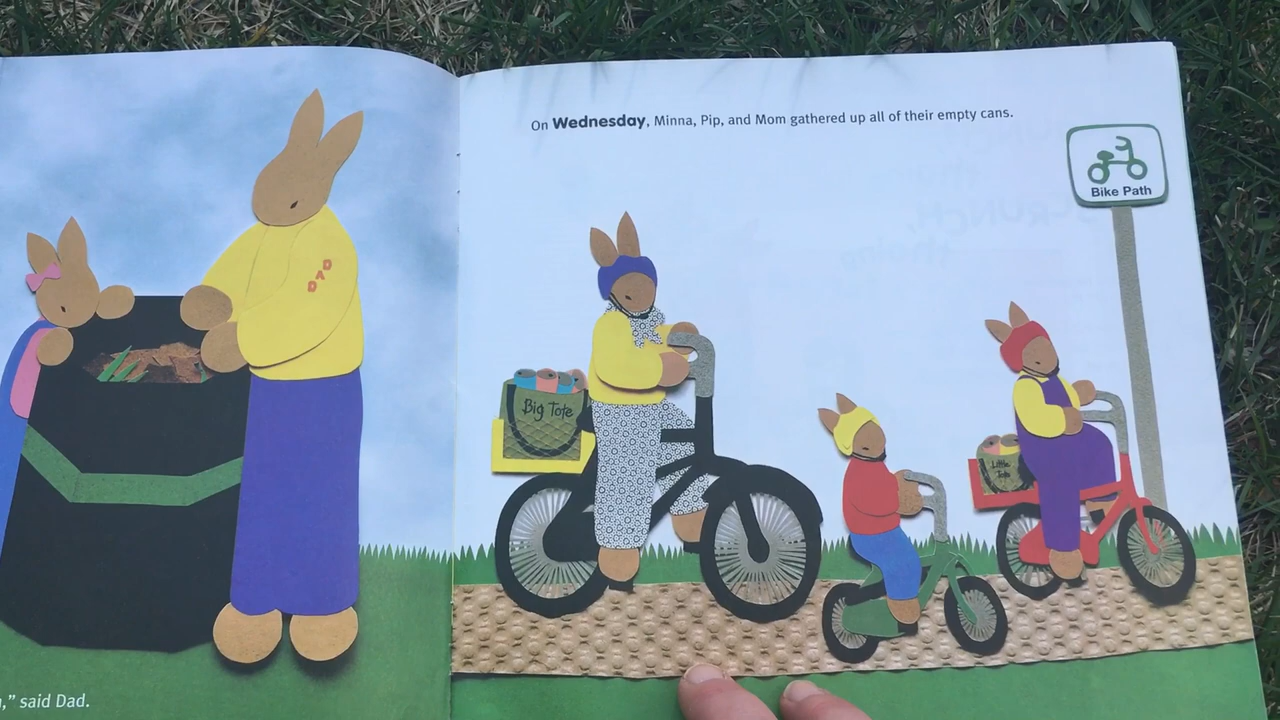 DAD
," said Dad.
On Wednesday, Minna, Pip, and Mom gathered up all of their empty cans.
Bike Path
Big Tote
Little
Tote